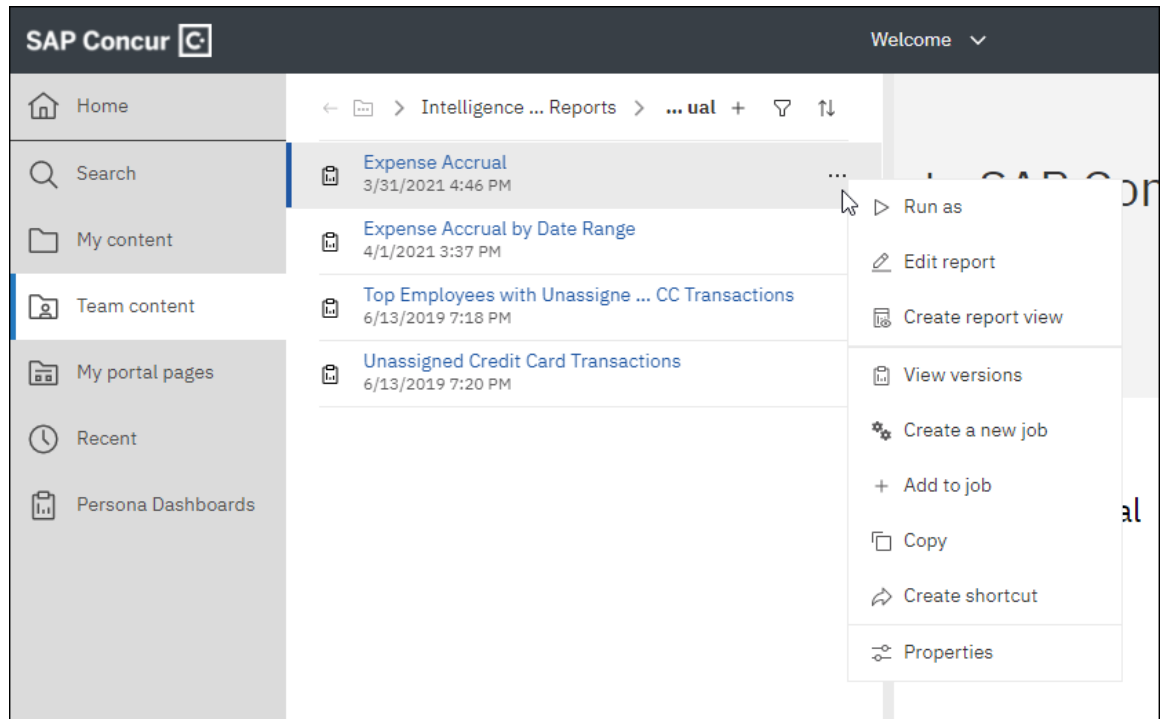 SAP Concur C
Welcome
Home
Search
My content
Team content
My portal pages
Recent
Persona Dashboards
Intelligence ... Reports > ... ual
Expense Accrual
3/31/2021 4:46 PM
Expense Accrual by Date Range
4/1/2021 3:37 PM
Top Employees with Unassigne ... CC Transactions
6/13/2019 7:18 PM
Unassigned Credit Card Transactions
6/13/2019 7:20 PM
Run as
Edit report
Create report view
View versions
Create a new job
Add to job
Copy
Create shortcut
Properties
al